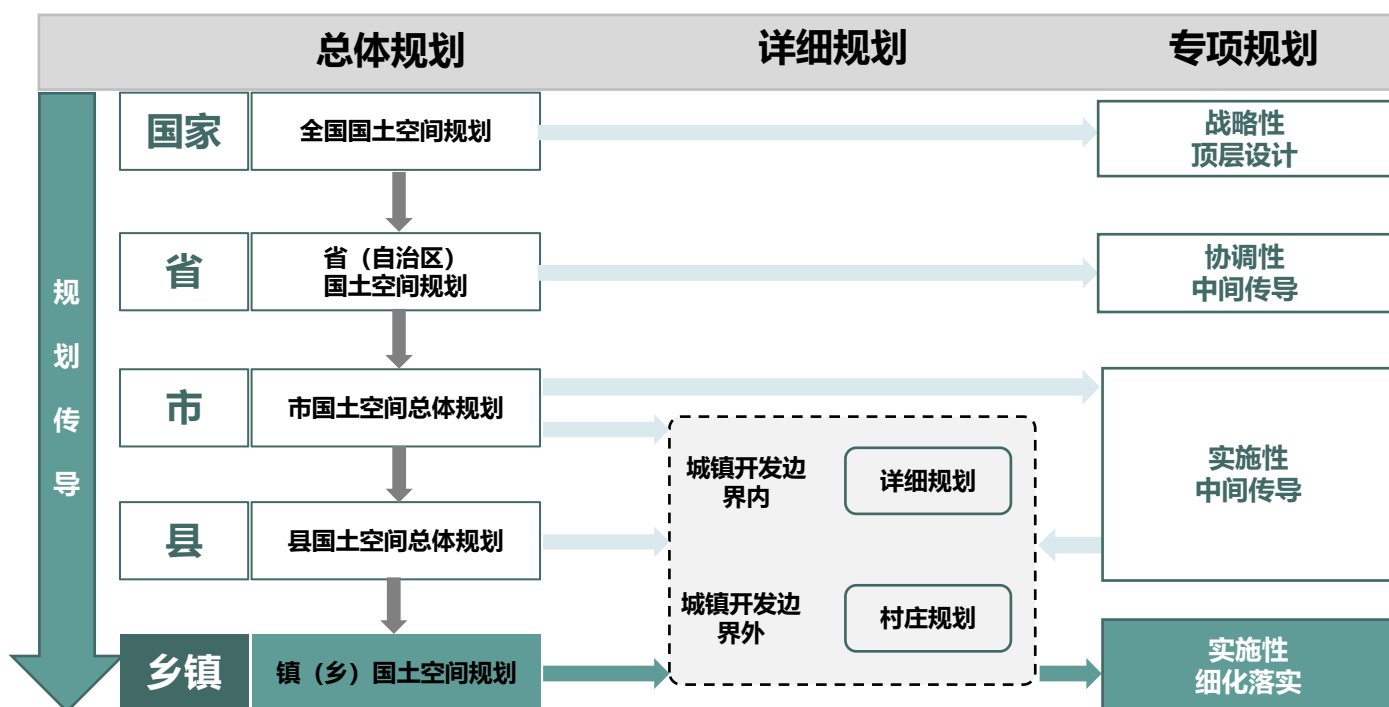 总体规划
详细规划
专项规划
规
划
传
导
国家
全国国土空间规划
战略性
顶层设计
省
省（自治区）
国土空间规划
协调性
中间传导
市
市国土空间总体规划
城镇开发边
界内
详细规划
实施性
中间传导
县
县国土空间总体规划
城镇开发边
界外
村庄规划
乡镇
镇（乡）国土空间规划
实施性
细化落实